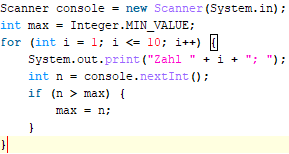 Scanner console = new Scanner(System.in);
int max = Integer.MIN_VALUE;
for (int i = 1; i <= 10; i++) {
    System.out.print("Zahl " + i + "; ");
    int n = console.nextInt();
    if (n > max) {
        max = n;
    }
}